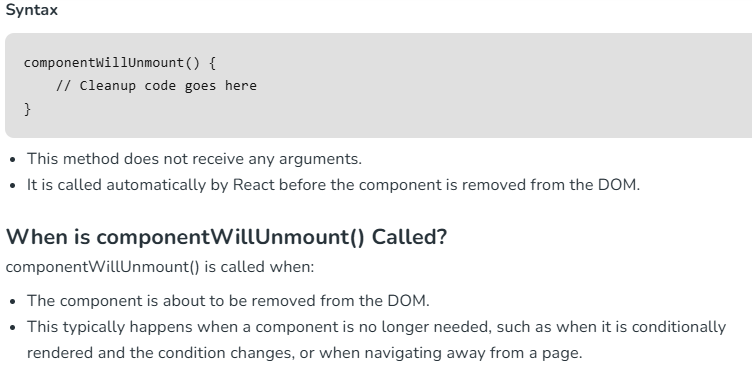 Syntax
componentWillUnmount() {
    // Cleanup code goes here
}
• This method does not receive any arguments.
• It is called automatically by React before the component is removed from the DOM.
When is componentWillUnmount() Called?
componentWillUnmount() is called when:
• The component is about to be removed from the DOM.
• This typically happens when a component is no longer needed, such as when it is conditionally
rendered and the condition changes, or when navigating away from a page.